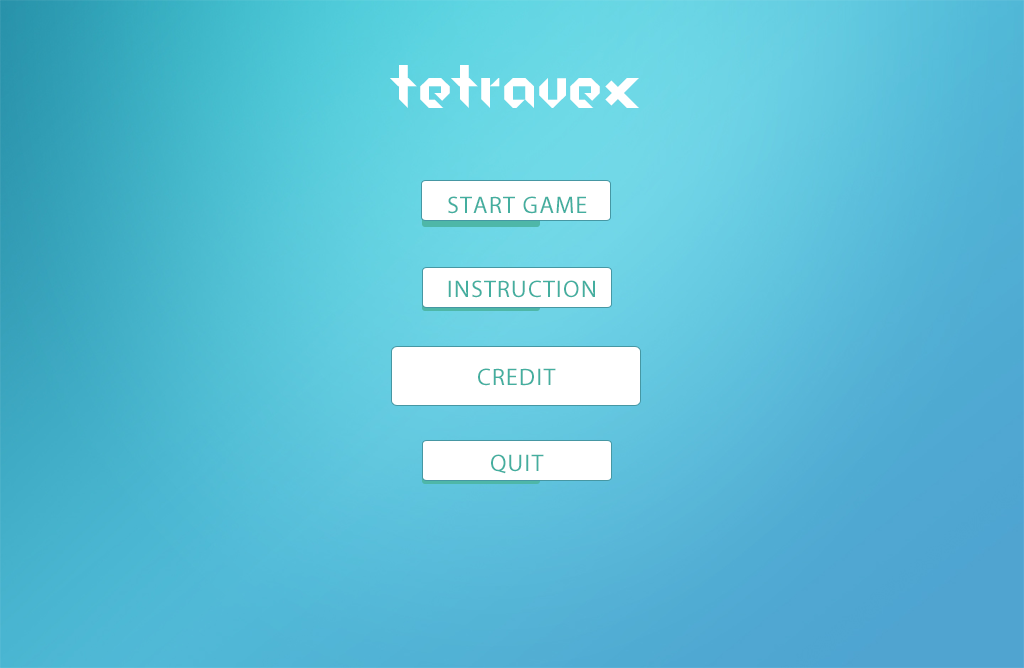 tetravex
START GAME
INSTRUCTION
CREDIT
QUIT